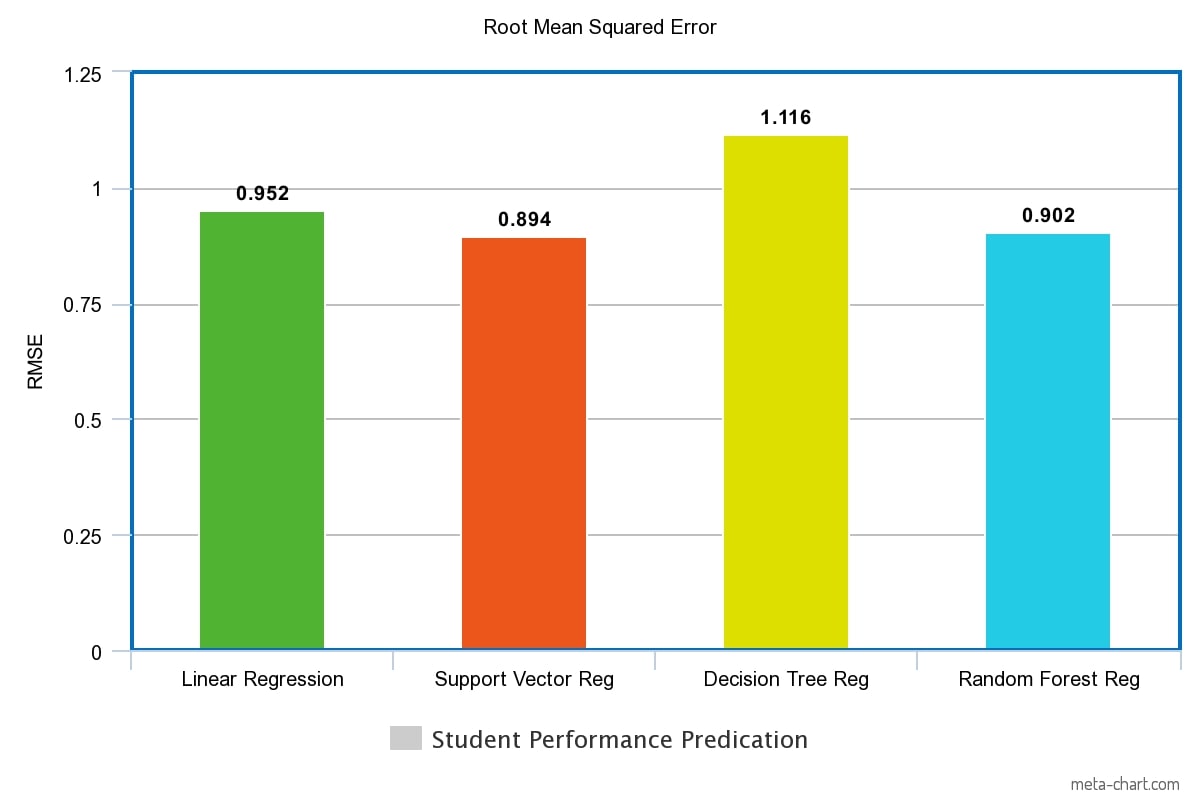 Root Mean Squared Error
1.25
1
0.75
0.5
0.25
0
RMSE
0.952
0.894
1.116
0.902
Linear Regression
Support Vector Reg
Decision Tree Reg
Random Forest Reg
Student Performance Predication
meta-chart.com